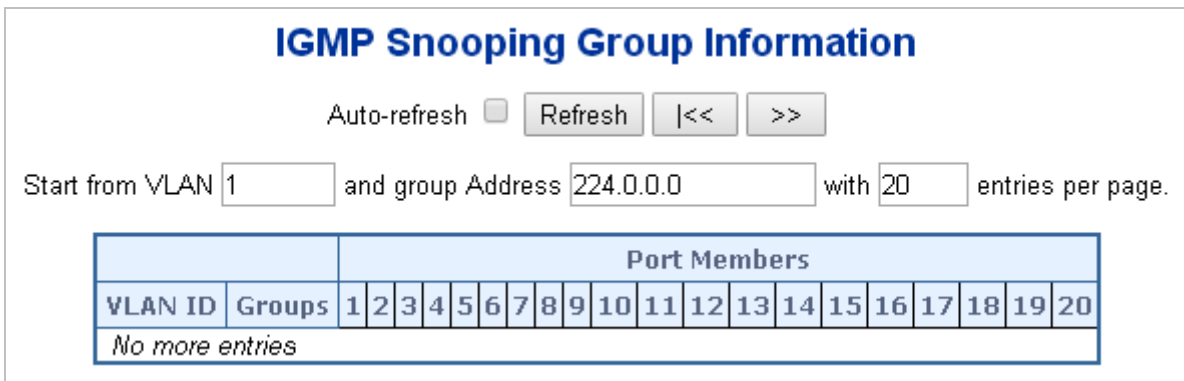 IGMP Snooping Group Information
Auto-refresh Refresh |<< >>
Start from VLAN 1 and group Address 224.0.0.0 with 20 entries per page.
Port Members
VLAN ID Groups 1 2 3 4 5 6 7 8 9 10 11 12 13 14 15 16 17 18 19 20
No more entries